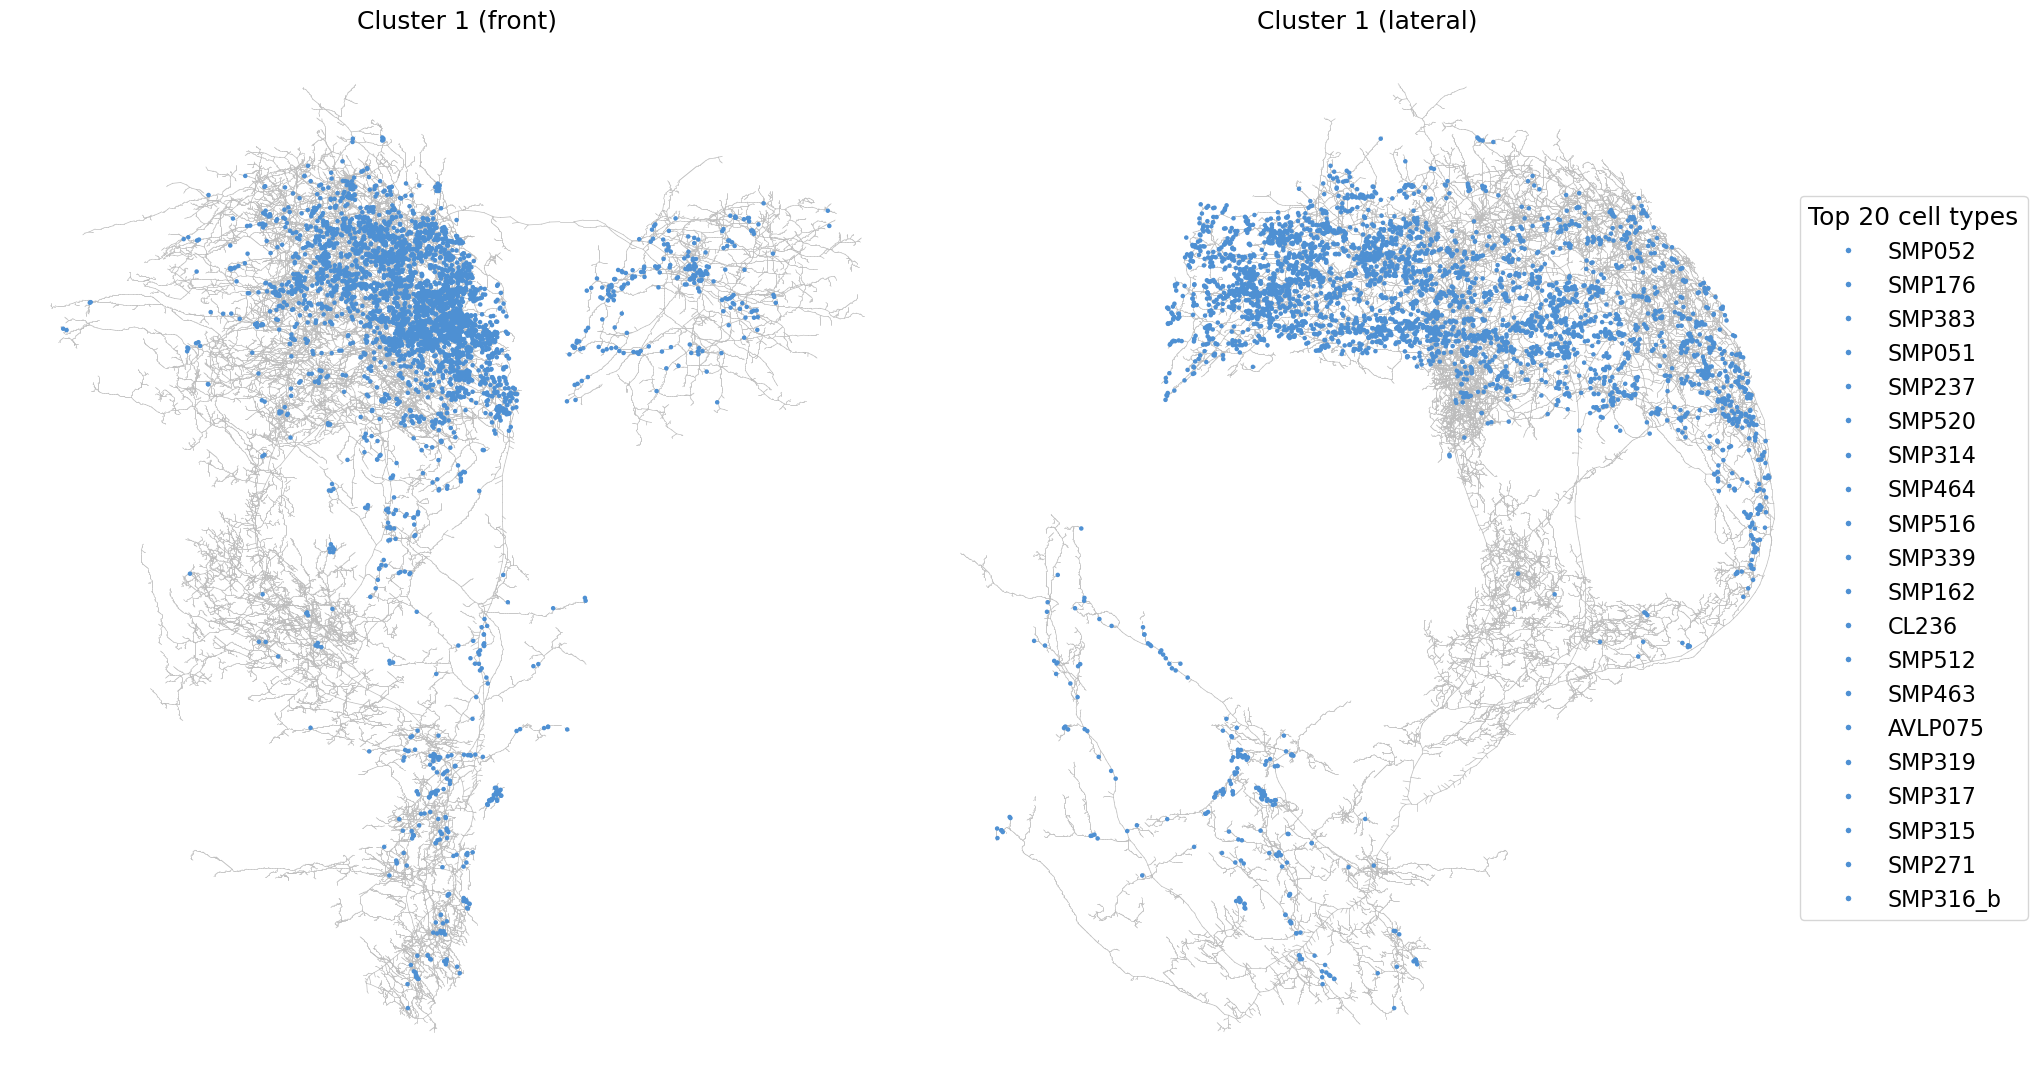 Cluster 1 (front)
Cluster 1 (lateral)
Top 20 cell types
SMP052
SMP176
SMP383
SMP051
SMP237
SMP520
SMP314
SMP464
SMP516
SMP339
SMP162
CL236
SMP512
SMP463
AVLP075
SMP319
SMP317
SMP315
SMP271
SMP316_b